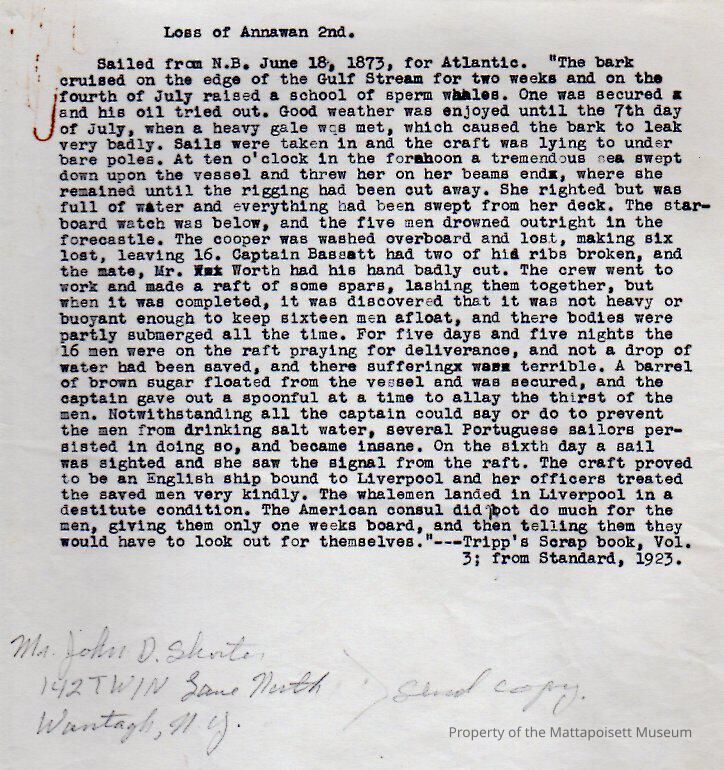 Loss of Annawan 2nd.
Sailed from N.B. June 18, 1873, for Atlantic. "The bark
cruised on the edge of the Gulf Stream for two weeks and on the
fourth of July raised a school of sperm whales. One was secured x
and his oil tried out. Good weather was enjoyed until the 7th day
of July, when a heavy gale was met, which caused the bark to leak
very badly. Sails were taken in and the craft was lying to under
bare poles. At ten o'clock in the forehoon a tremendous sea swept
down upon the vessel and threw her on her beams ends, where she
remained until the rigging had been cut away. She righted but was
full of water and everything had been swept from her deck. The star-
board watch was below, and the five men drowned outright in the
forecastle. The cooper was washed overboard and lost, making six
lost, leaving 16. Captain Bassett had two of his ribs broken, and
the mate, Mr. Worth had his hand badly cut. The crew went to
work and made a raft of some spars, lashing them together, but
when it was completed, it was discovered that it was not heavy or
buoyant enough to keep sixteen men afloat, and there bodies were
partly submerged all the time. For five days and five nights the
16 men were on the raft praying for deliverance, and not a drop of
water had been saved, and there sufferingx was terrible. A barrel
of brown sugar floated from the vessel and was secured, and the
captain gave out a spoonful at a time to allay the thirst of the
men. Notwithstanding all the captain could say or do to prevent
the men from drinking salt water, several Portuguese sailors per-
sisted in doing so, and became insane. On the sixth day a sail
was sighted and she saw the signal from the raft. The craft proved
to be an English ship bound to Liverpool and her officers treated
the saved men very kindly. The whalemen landed in Liverpool in a
destitute condition. The American consul did not do much for the
men, giving them only one weeks board, and then telling them they
would have to look out for themselves."---Tripp's Scrap book, Vol.
3; from Standard, 1923.
Mr. John D. Shorter
142 TWIN Lane North
Wantagh, N.Y.
send copy.
Property of the Mattapoisett Museum